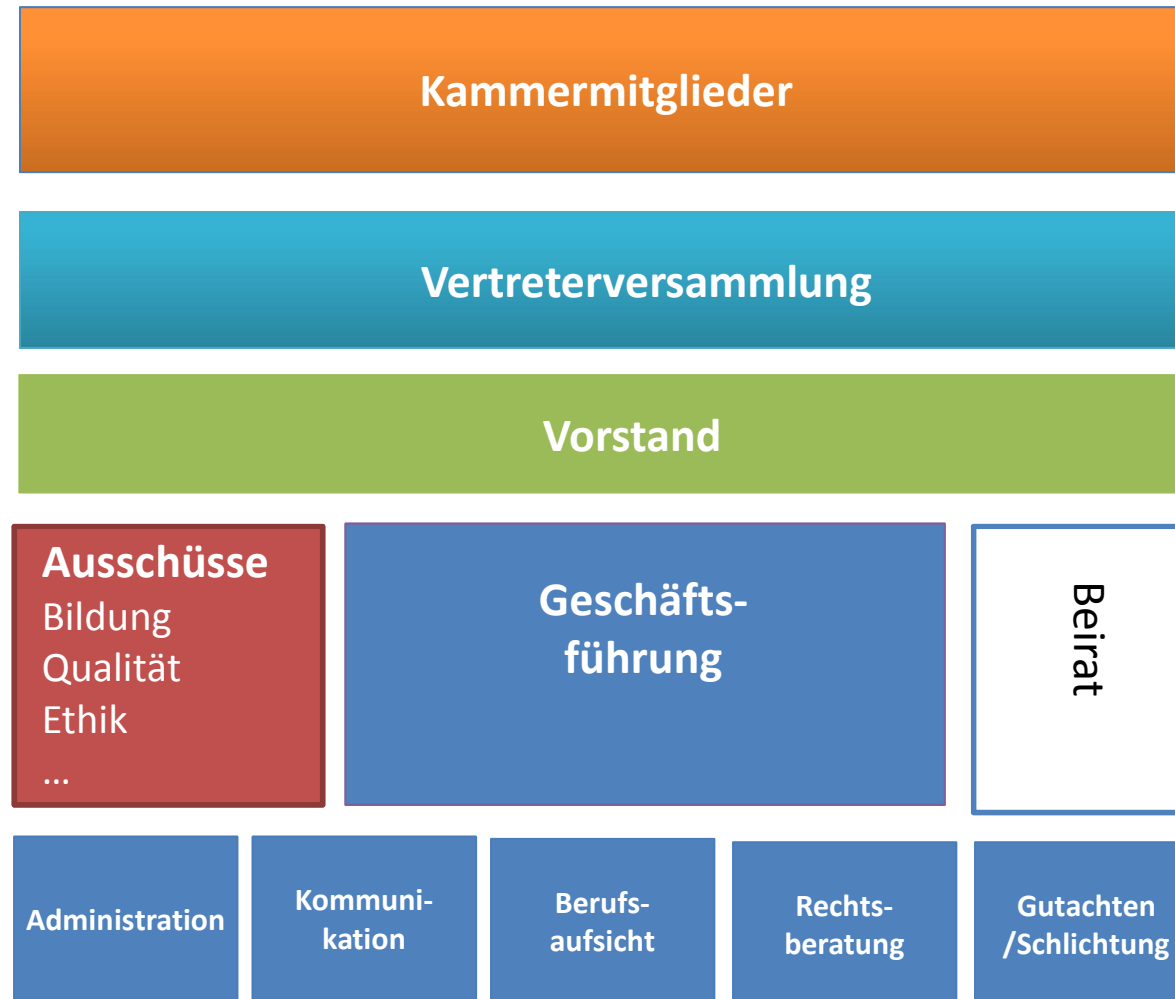 Kammermitglieder
Vertreterversammlung
Vorstand
Ausschüsse
Bildung
Qualität
Ethik
...
Geschäfts-
führung
Beirat
Administration
Kommuni-
kation
Berufs-
aufsicht
Rechts-
beratung
Gutachten
/Schlichtung